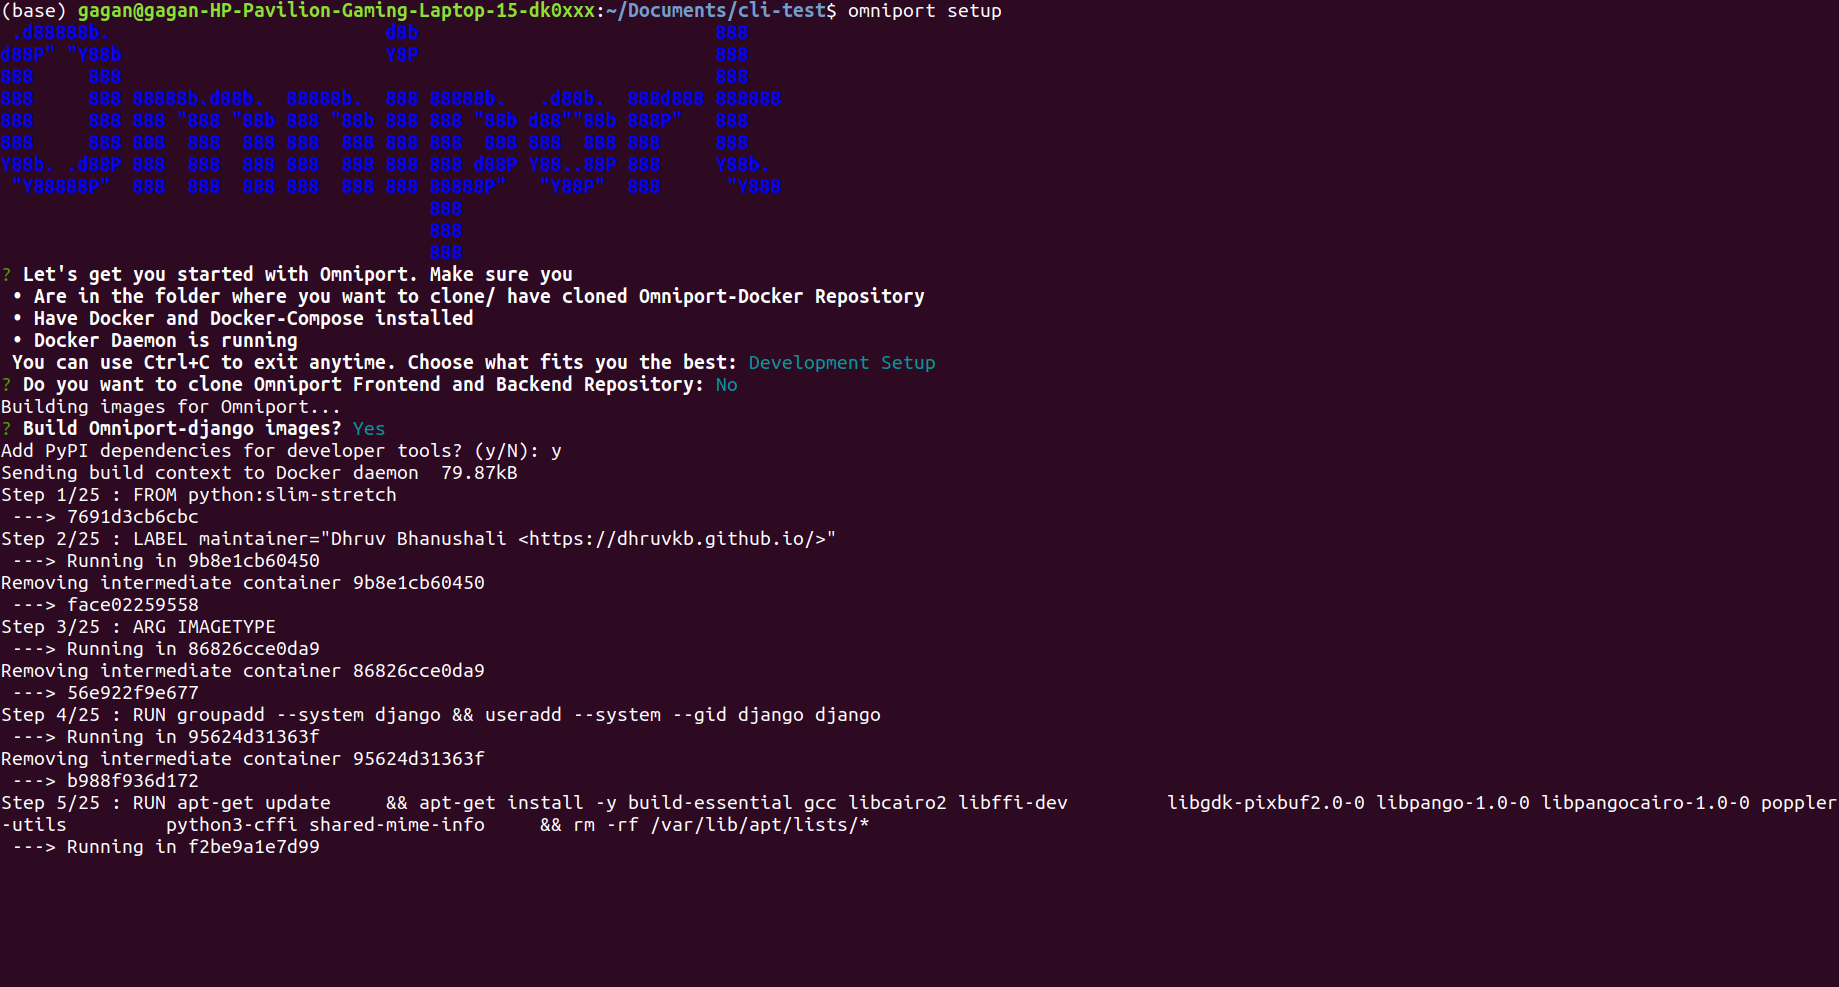 (base) gagan@gagan-HP-Pavilion-Gaming-Laptop-15-dk0xxx:~/Documents/cli-test$ omniport setup
 .d88888b.                         d8b                           888
d88P" "Y88b                        Y8P                           888
888     888                                                      888
888     888 88888b.d88b.  88888b.  888 88888b.   .d88b.  888d888 888888
888     888 888 "888 "88b 888 "88b 888 888 "88b d88""88b 888P"   888
888     888 888  888  888 888  888 888 888  888 888  888 888     888
Y88b. .d88P 888  888  888 888  888 888 888 d88P Y88..88P 888     Y88b.
 "Y88888P"  888  888  888 888  888 888 88888P"   "Y88P"  888      "Y888
                                       888
                                       888
                                       888
? Let's get you started with Omniport. Make sure you
 • Are in the folder where you want to clone/ have cloned Omniport-Docker Repository
 • Have Docker and Docker-Compose installed
 • Docker Daemon is running
 You can use Ctrl+C to exit anytime. Choose what fits you the best: Development Setup
? Do you want to clone Omniport Frontend and Backend Repository: No
Building images for Omniport...
? Build Omniport-django images? Yes
Add PyPI dependencies for developer tools? (y/N): y
Sending build context to Docker daemon  79.87kB
Step 1/25 : FROM python:slim-stretch
 ---> 7691d3cb6cbc
Step 2/25 : LABEL maintainer="Dhruv Bhanushali <https://dhruvkb.github.io/>"
 ---> Running in 9b8e1cb60450
Removing intermediate container 9b8e1cb60450
 ---> face02259558
Step 3/25 : ARG IMAGETYPE
 ---> Running in 86826cce0da9
Removing intermediate container 86826cce0da9
 ---> 56e922f9e677
Step 4/25 : RUN groupadd --system django && useradd --system --gid django django
 ---> Running in 95624d31363f
Removing intermediate container 95624d31363f
 ---> b988f936d172
Step 5/25 : RUN apt-get update     && apt-get install -y build-essential gcc libcairo2 libffi-dev         libgdk-pixbuf2.0-0 libpango-1.0-0 libpangocairo-1.0-0 poppler
-utils         python3-cffi shared-mime-info     && rm -rf /var/lib/apt/lists/*
 ---> Running in f2be9a1e7d99